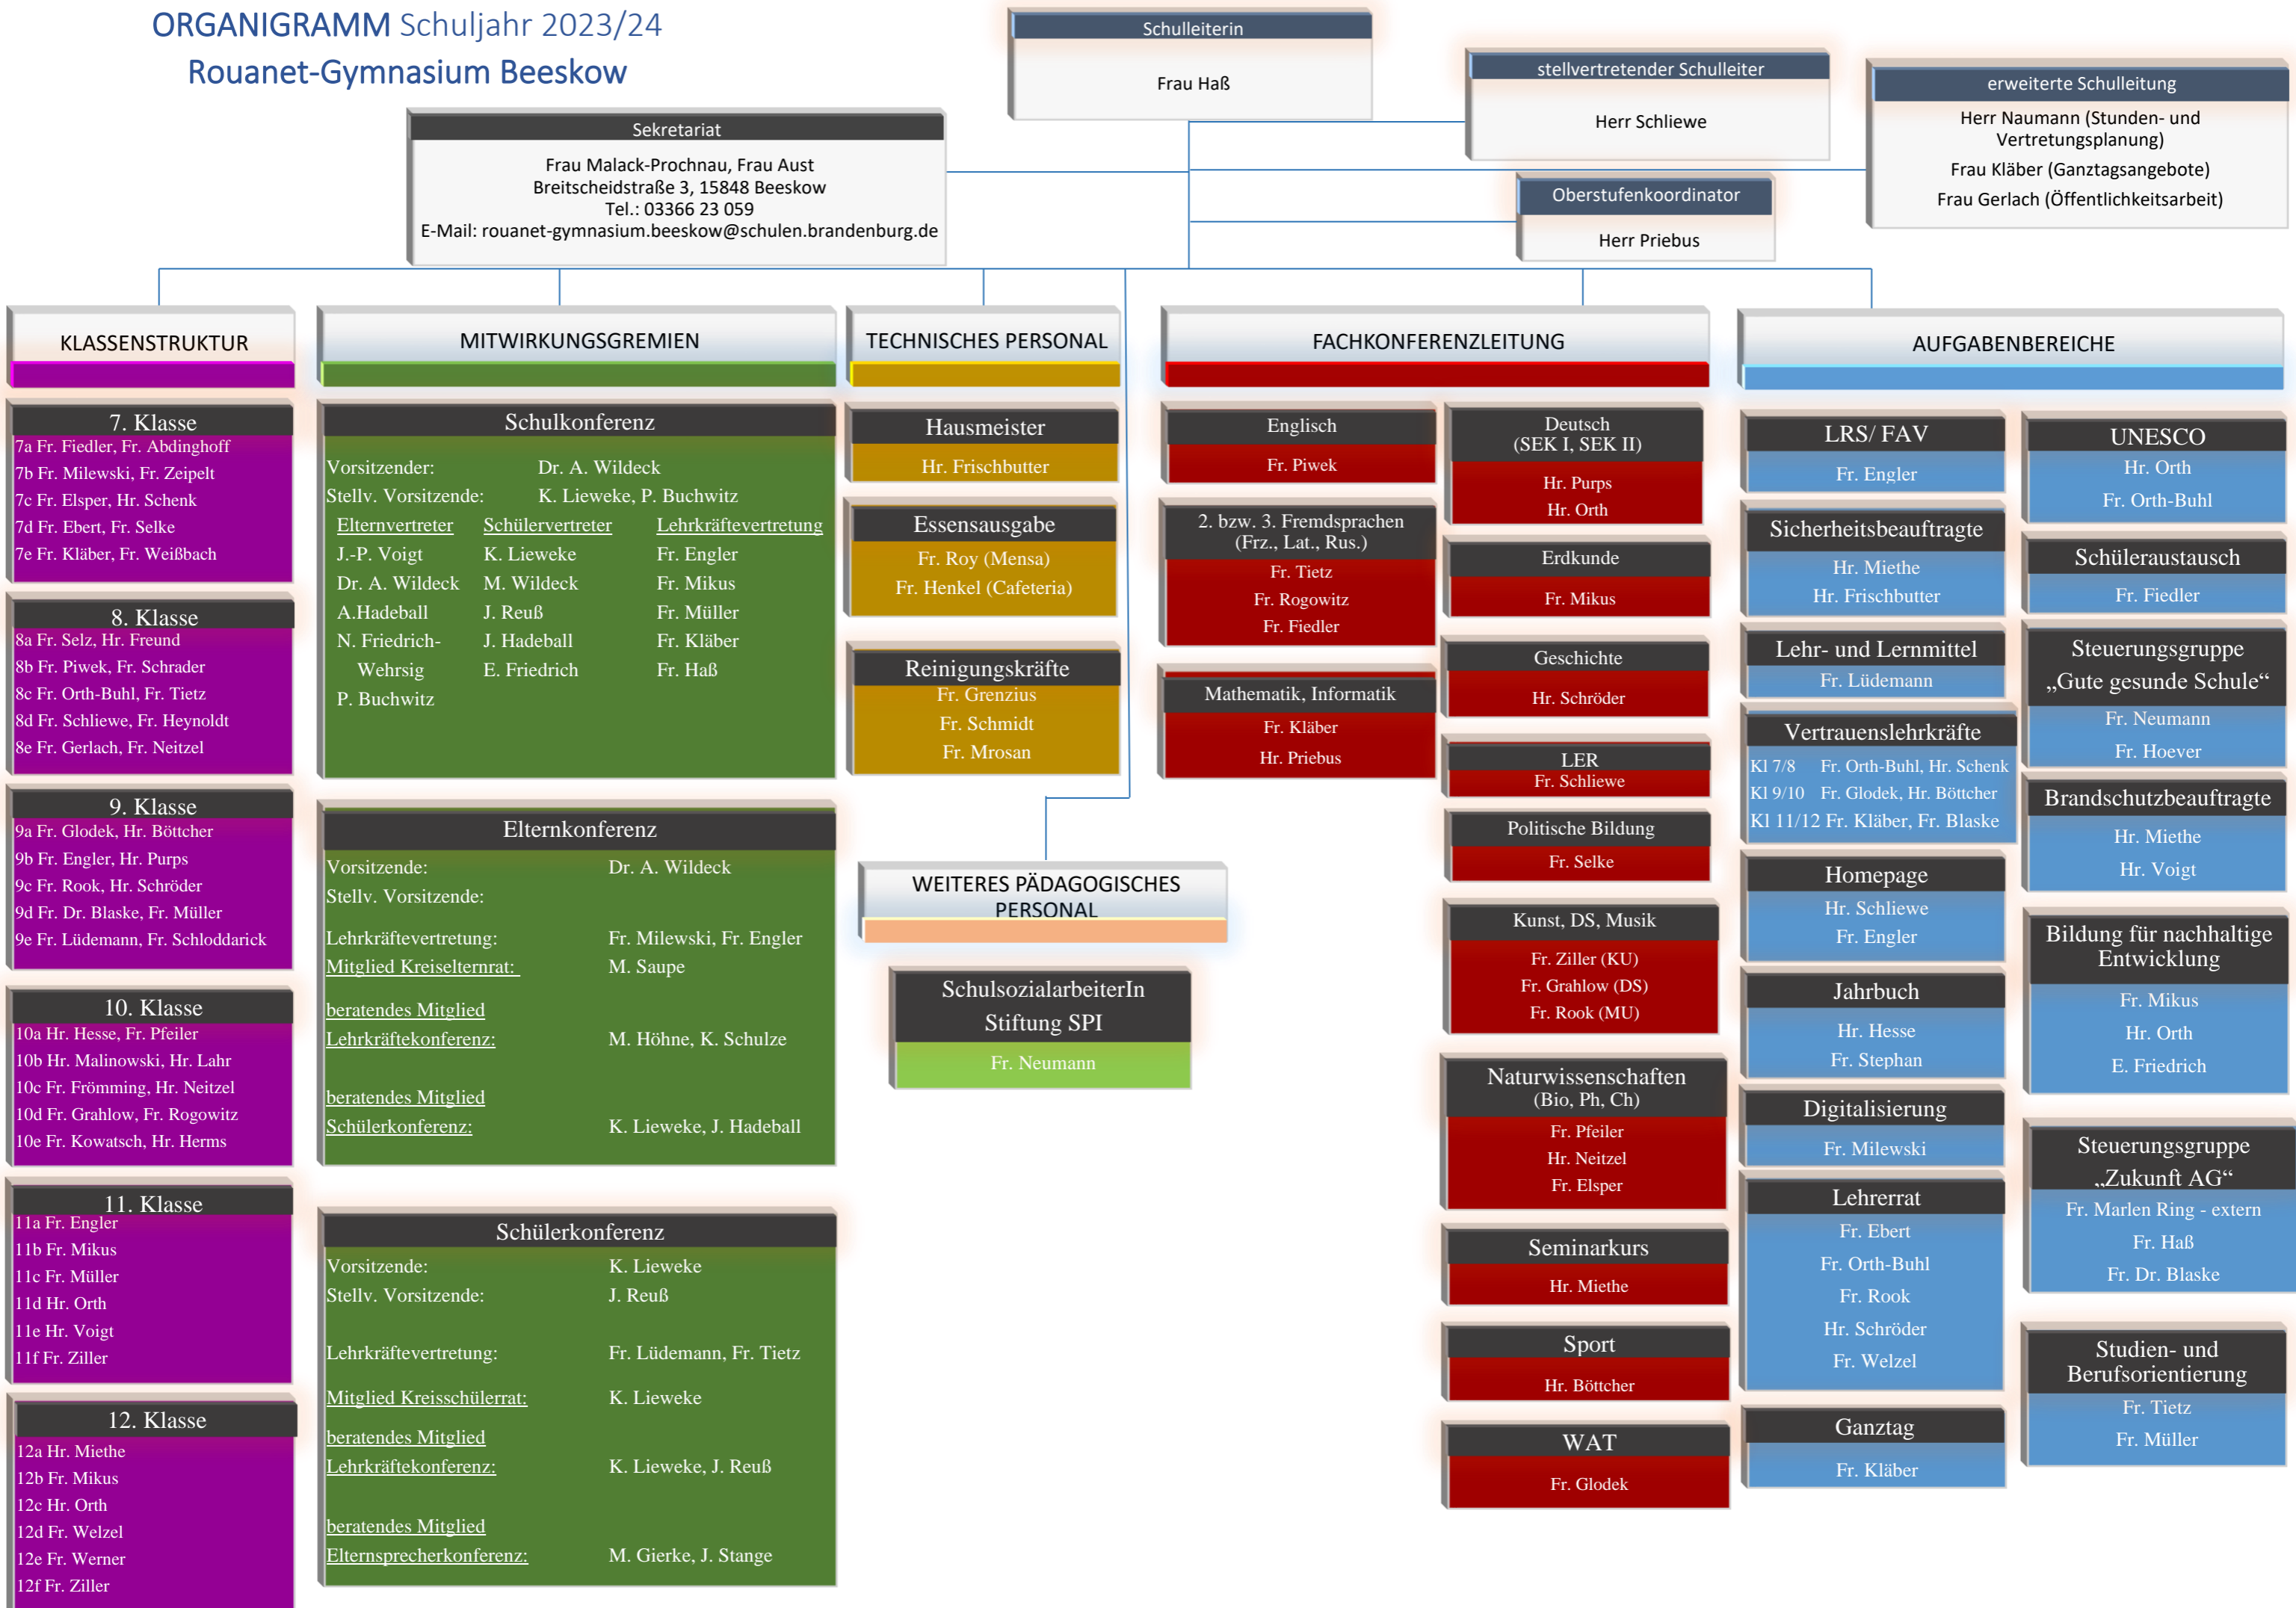 ORGANIGRAMM Schuljahr 2023/24
Rouanet-Gymnasium Beeskow
Schulleiterin
Frau Haß
stellvertretender Schulleiter
Herr Schliewe
erweiterte Schulleitung
Herr Naumann (Stunden- und
Vertretungsplanung)
Frau Kläber (Ganztagsangebote)
Frau Gerlach (Öffentlichkeitsarbeit)
Sekretariat
Frau Malack-Prochnau, Frau Aust
Breitscheidstraße 3, 15848 Beeskow
Tel.: 03366 23 059
E-Mail: rouanet-gymnasium.beeskow@schulen.brandenburg.de
Oberstufenkoordinator
Herr Priebus
KLASSENSTRUKTUR
7. Klasse
7a Fr. Fiedler, Fr. Abdinghoff
7b Fr. Milewski, Fr. Zeipelt
7c Fr. Elsper, Hr. Schenk
7d Fr. Ebert, Fr. Selke
7e Fr. Kläber, Fr. Weißbach
8. Klasse
8a Fr. Selz, Hr. Freund
8b Fr. Piwek, Fr. Schrader
8c Fr. Orth-Buhl, Fr. Tietz
8d Fr. Schliewe, Fr. Heynoldt
8e Fr. Gerlach, Fr. Neitzel
9. Klasse
9a Fr. Glodek, Hr. Böttcher
9b Fr. Engler, Hr. Purps
9c Fr. Rook, Hr. Schröder
9d Fr. Dr. Blaske, Fr. Müller
9e Fr. Lüdemann, Fr. Schloddarick
10. Klasse
10a Hr. Hesse, Fr. Pfeiler
10b Hr. Malinowski, Hr. Lahr
10c Fr. Frömming, Hr. Neitzel
10d Fr. Grahlow, Fr. Rogowitz
10e Fr. Kowatsch, Hr. Herms
11. Klasse
11a Fr. Engler
11b Fr. Mikus
11c Fr. Müller
11d Hr. Orth
11e Hr. Voigt
11f Fr. Ziller
12. Klasse
12a Hr. Miethe
12b Fr. Mikus
12c Hr. Orth
12d Fr. Welzel
12e Fr. Werner
12f Fr. Ziller
MITWIRKUNGSGREMIEN
Schulkonferenz
Vorsitzender: Dr. A. Wildeck
Stellv. Vorsitzende: K. Lieweke, P. Buchwitz
Elternvertreter Schülervertreter Lehrkräftevertretung
J.-P. Voigt K. Lieweke Fr. Engler
Dr. A. Wildeck M. Wildeck Fr. Mikus
A.Hadeball J. Reuß Fr. Müller
N. Friedrich- J. Hadeball Fr. Kläber
Wehrsig E. Friedrich Fr. Haß
P. Buchwitz
Elternkonferenz
Vorsitzende: Dr. A. Wildeck
Stellv. Vorsitzende:
Lehrkräftevertretung: Fr. Milewski, Fr. Engler
Mitglied Kreiselternrat: M. Saupe
beratendes Mitglied
Lehrkräftekonferenz: M. Höhne, K. Schulze
beratendes Mitglied
Schülerkonferenz: K. Lieweke, J. Hadeball
Schülerkonferenz
Vorsitzende: K. Lieweke
Stellv. Vorsitzende: J. Reuß
Lehrkräftevertretung: Fr. Lüdemann, Fr. Tietz
Mitglied Kreisschülerrat: K. Lieweke
beratendes Mitglied
Lehrkräftekonferenz: K. Lieweke, J. Reuß
beratendes Mitglied
Elternsprecherkonferenz: M. Gierke, J. Stange
TECHNISCHES PERSONAL
Hausmeister
Hr. Frischbutter
Essensausgabe
Fr. Roy (Mensa)
Fr. Henkel (Cafeteria)
Reinigungskräfte
Fr. Grenzius
Fr. Schmidt
Fr. Mrosan
WEITERES PÄDAGOGISCHES
PERSONAL
SchulsozialarbeiterIn
Stiftung SPI
Fr. Neumann
FACHKONFERENZLEITUNG
Englisch
Fr. Piwek
2. bzw. 3. Fremdsprachen
(Frz., Lat., Rus.)
Fr. Tietz
Fr. Rogowitz
Fr. Fiedler
Mathematik, Informatik
Fr. Kläber
Hr. Priebus
Deutsch
(SEK I, SEK II)
Hr. Purps
Hr. Orth
Erdkunde
Fr. Mikus
Geschichte
Hr. Schröder
LER
Fr. Schliewe
Politische Bildung
Fr. Selke
Kunst, DS, Musik
Fr. Ziller (KU)
Fr. Grahlow (DS)
Fr. Rook (MU)
Naturwissenschaften
(Bio, Ph, Ch)
Fr. Pfeiler
Hr. Neitzel
Fr. Elsper
Seminarkurs
Hr. Miethe
Sport
Hr. Böttcher
WAT
Fr. Glodek
AUFGABENBEREICHE
LRS/ FAV
Fr. Engler
Sicherheitsbeauftragte
Hr. Miethe
Hr. Frischbutter
Lehr- und Lernmittel
Fr. Lüdemann
Vertrauenslehrkräfte
Kl 7/8 Fr. Orth-Buhl, Hr. Schenk
Kl 9/10 Fr. Glodek, Hr. Böttcher
Kl 11/12 Fr. Kläber, Fr. Blaske
Homepage
Hr. Schliewe
Fr. Engler
Jahrbuch
Hr. Hesse
Fr. Stephan
Digitalisierung
Fr. Milewski
Lehrerrat
Fr. Ebert
Fr. Orth-Buhl
Fr. Rook
Hr. Schröder
Fr. Welzel
Ganztag
Fr. Kläber
UNESCO
Hr. Orth
Fr. Orth-Buhl
Schüleraustausch
Fr. Fiedler
Steuerungsgruppe
„Gute gesunde Schule“
Fr. Neumann
Fr. Hoever
Brandschutzbeauftragte
Hr. Miethe
Hr. Voigt
Bildung für nachhaltige
Entwicklung
Fr. Mikus
Hr. Orth
E. Friedrich
Steuerungsgruppe
„Zukunft AG“
Fr. Marlen Ring - extern
Fr. Haß
Fr. Dr. Blaske
Studien- und
Berufsorientierung
Fr. Tietz
Fr. Müller